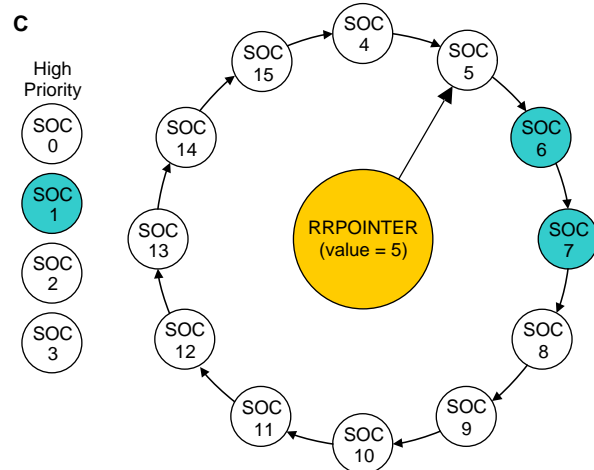 C
High
Priority
SOC
0
SOC
1
SOC
2
SOC
3
SOC
4
SOC
5
SOC
6
SOC
7
SOC
8
SOC
9
SOC
10
SOC
11
SOC
12
SOC
13
SOC
14
SOC
15
RRPOINTER
(value = 5)